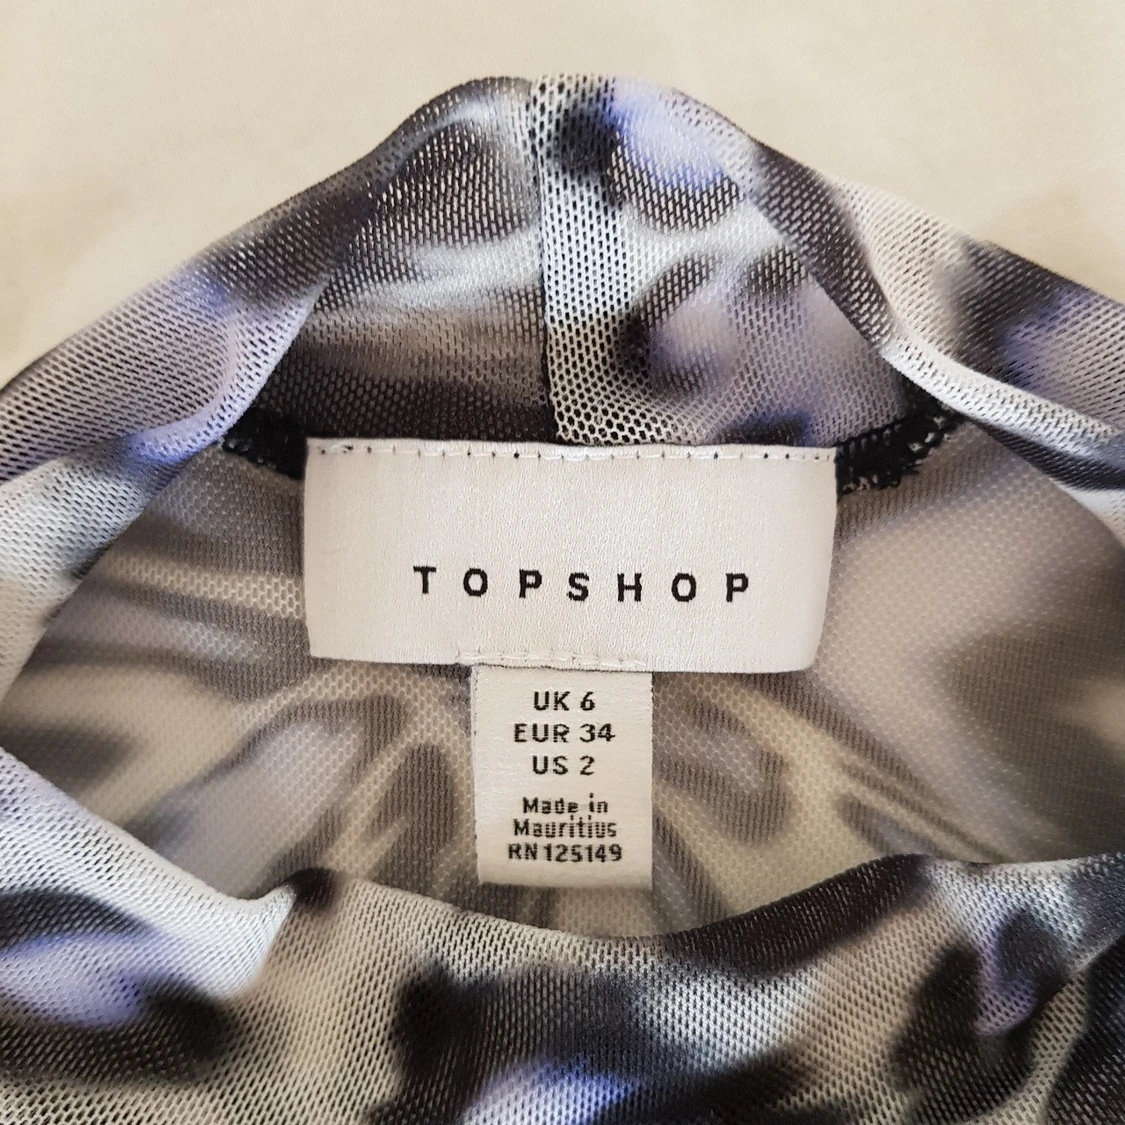 TOPSHOP
UK 6
EUR 34
US 2
Made in
Mauritius
RN 125149